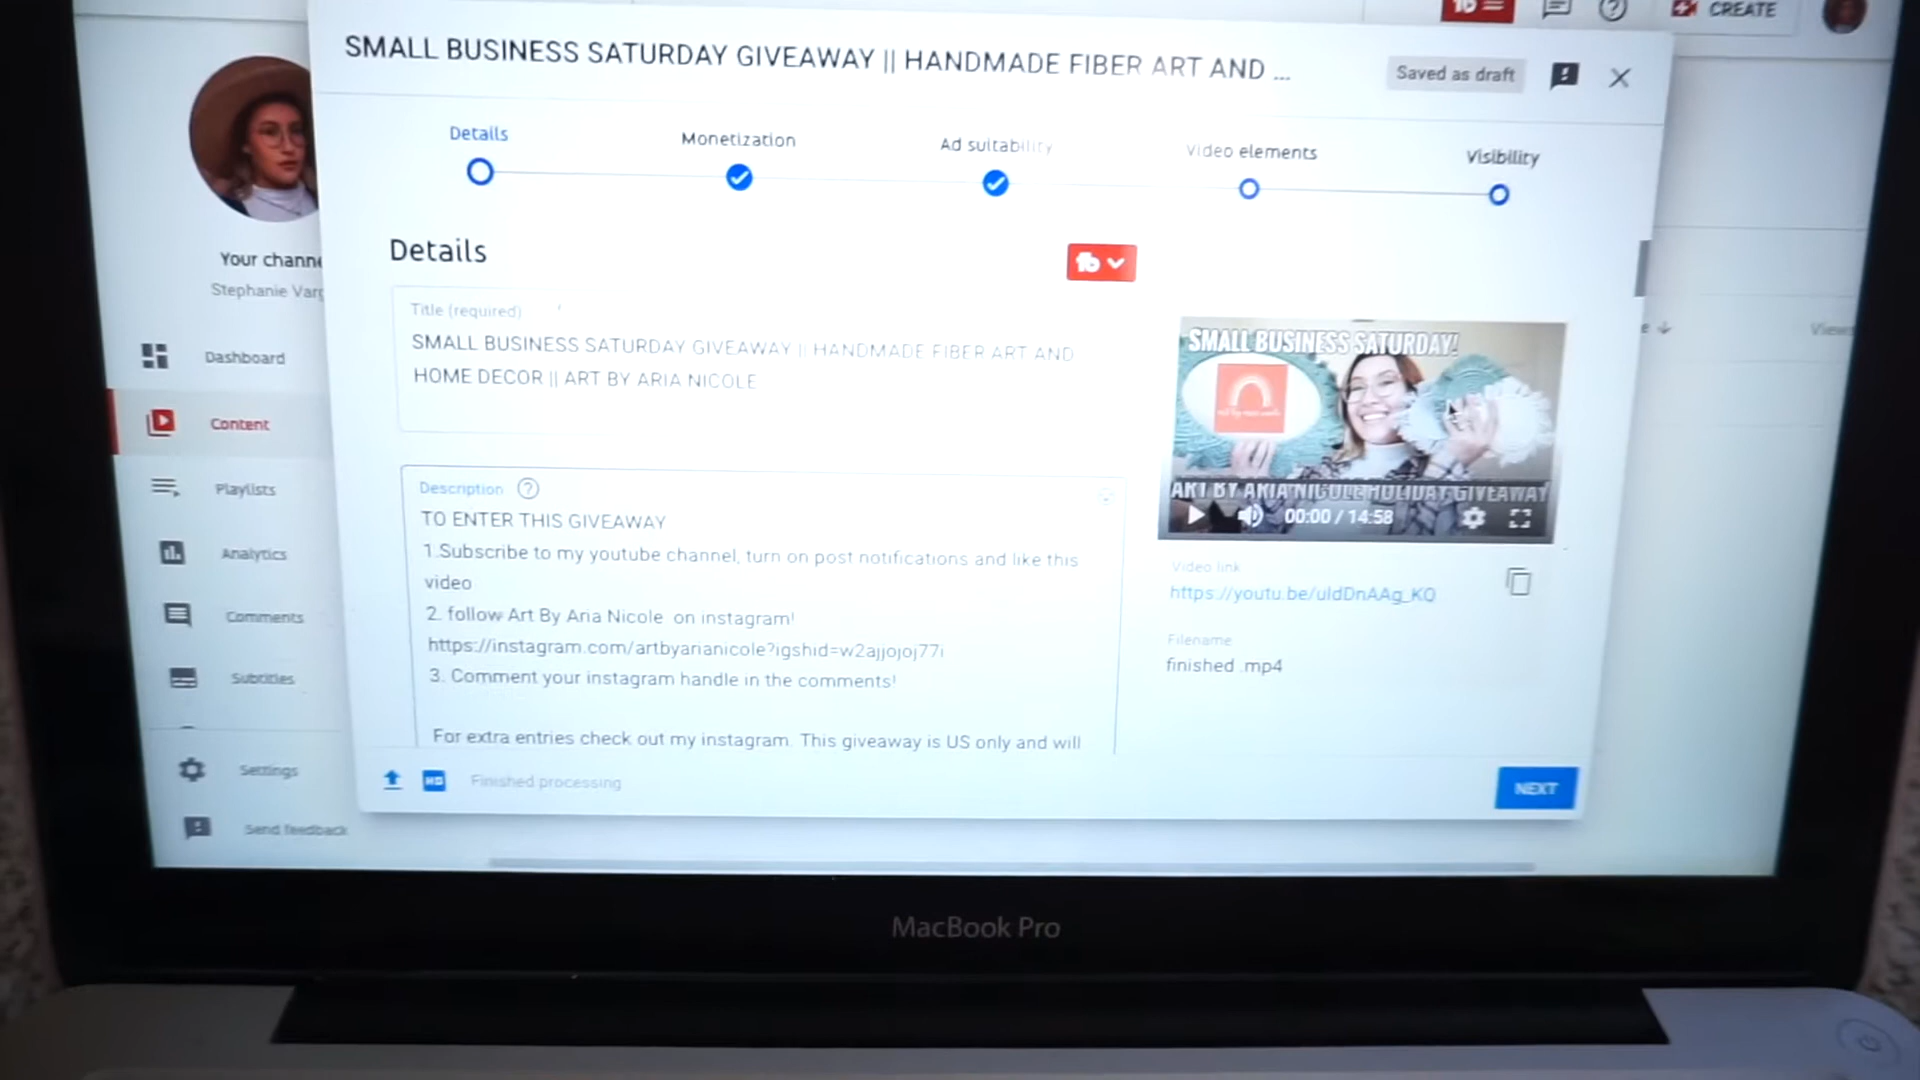 CREATE
SMALL BUSINESS SATURDAY GIVEAWAY || HANDMADE FIBER ART AND ...
Saved as draft
Details
Monetization
Ad suitability
Video elements
Visibility
Details
Title (required)
SMALL BUSINESS SATURDAY GIVEAWAY || HANDMADE FIBER ART AND
HOME DECOR || ART BY ARIA NICOLE
Description
TO ENTER THIS GIVEAWAY
1.Subscribe to my youtube channel, turn on post notifications and like this
video
2. follow Art By Aria Nicole on instagram!
https://instagram.com/artbyarianicole?igshid=w2ajjojoj77i
3. Comment your instagram handle in the comments!
For extra entries check out my instagram. This giveaway is US only and will
SMALL BUSINESS SATURDAY!
ART BY ARIA NICOLE HOLIDAY GIVEAWAY
00:00 / 14:58
Video link
https://youtu.be/uldDnAAg_KQ
Filename
finished .mp4
HD
Finished processing
NEXT
Your channe
Stephanie Varg
Dashboard
Content
Playlists
Analytics
Comments
Subtitles
Settings
Send feedback
Views
MacBook Pro